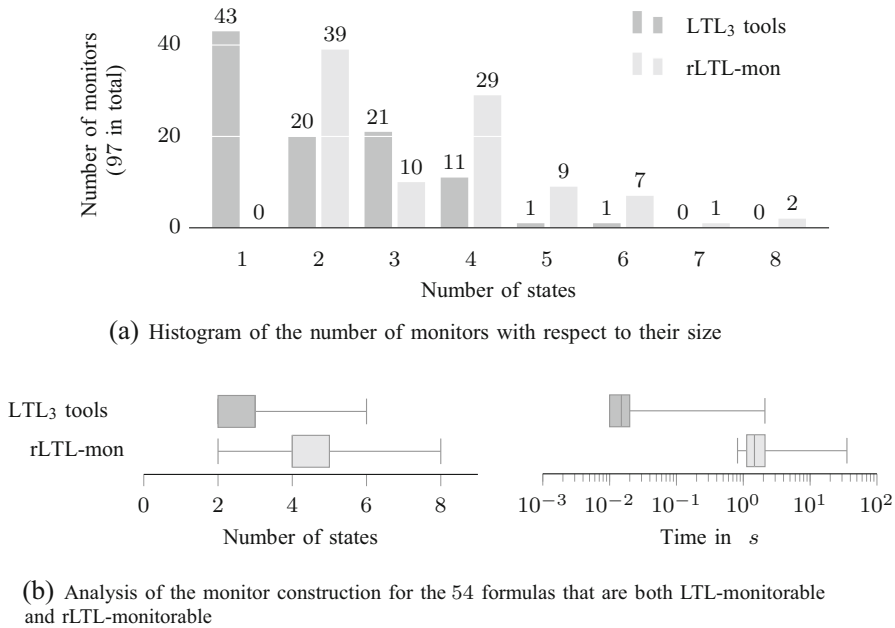 43
39
29
20
21
10
11
9
7
0
1
1
0
1
0
2
40
20
0
Number of monitors
(97 in total)
LTL₃ tools
rLTL-mon
1 2 3 4 5 6 7 8
Number of states
(a) Histogram of the number of monitors with respect to their size
LTL₃ tools
rLTL-mon
0 2 4 6 8
Number of states
10⁻³ 10⁻² 10⁻¹ 10⁰ 10¹ 10²
Time in s
(b) Analysis of the monitor construction for the 54 formulas that are both LTL-monitorable
and rLTL-monitorable